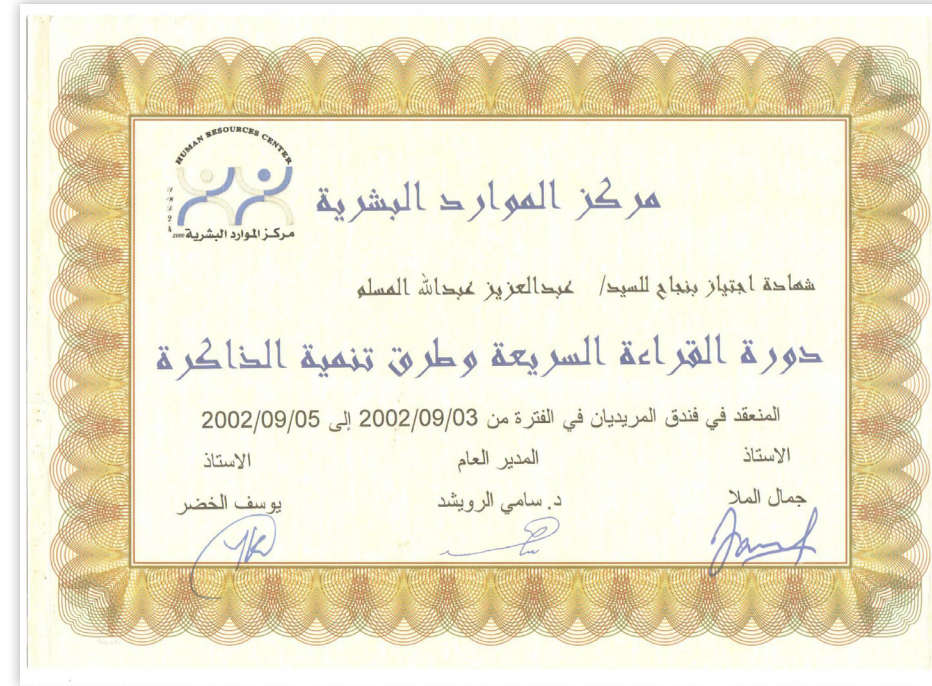 HUMAN RESOURCES CENTER
مركز الموارد البشرية 2000
مركز الموارد البشرية
شهادة اجتياز بنجاح للسيد/ عبدالعزيز عبدالله المسلم
دورة القراءة السريعة وطرق تنمية الذاكرة
المنعقد في فندق المريديان في الفترة من 2002/09/03 إلى 2002/09/05
الاستاذ المدير العام الاستاذ
جمال الملا د. سامي الرويشد يوسف الخضر